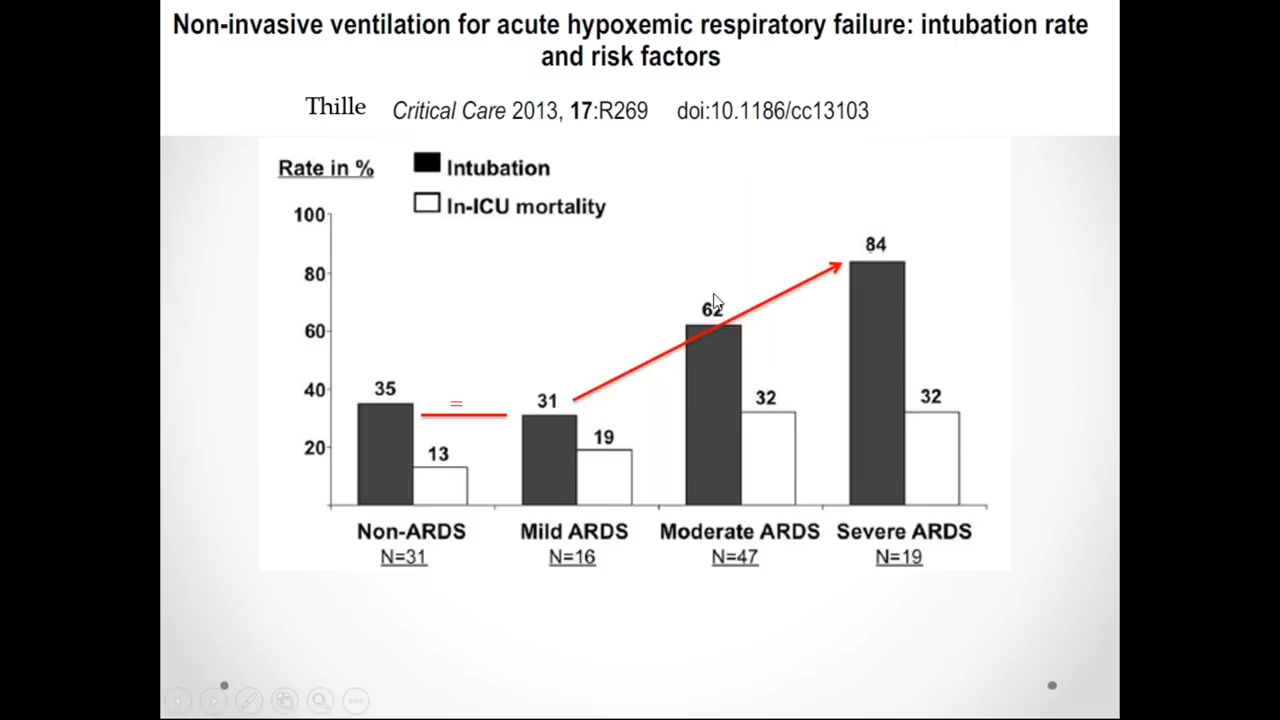 Non-invasive ventilation for acute hypoxemic respiratory failure: intubation rate
and risk factors
Thille Critical Care 2013, 17:R269 doi:10.1186/cc13103
Rate in %
Intubation
In-ICU mortality
100
80
60
40
20
35
13
=
31
19
62
32
84
32
Non-ARDS Mild ARDS Moderate ARDS Severe ARDS
N=31 N=16 N=47 N=19